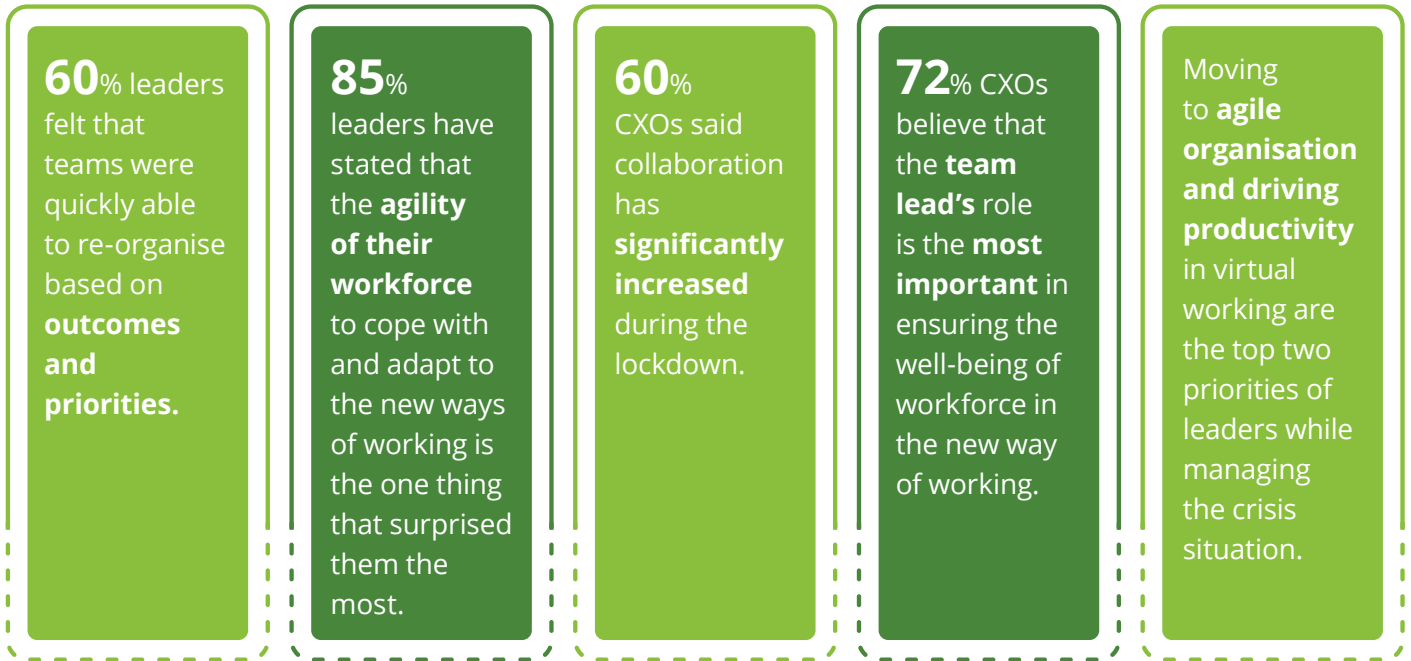 60% leaders
felt that
teams were
quickly able
to re-organise
based on
outcomes
and
priorities.
85%
leaders have
stated that
the agility
of their
workforce
to cope with
and adapt to
the new ways
of working is
the one thing
that surprised
them the
most.
60%
CXOs said
collaboration
has
significantly
increased
during the
lockdown.
72% CXOs
believe that
the team
lead’s role
is the most
important in
ensuring the
well-being of
workforce in
the new way
of working.
Moving
to agile
organisation
and driving
productivity
in virtual
working are
the top two
priorities of
leaders while
managing
the crisis
situation.